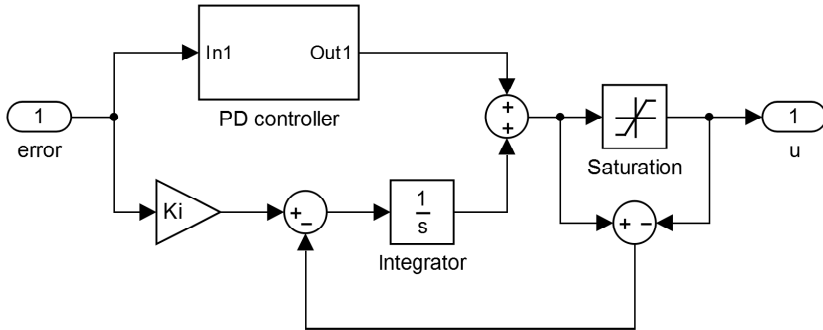 In1
Out1
PD controller
1
error
+
+
Saturation
1
u
Ki
+
−
1
s
Integrator
+ −